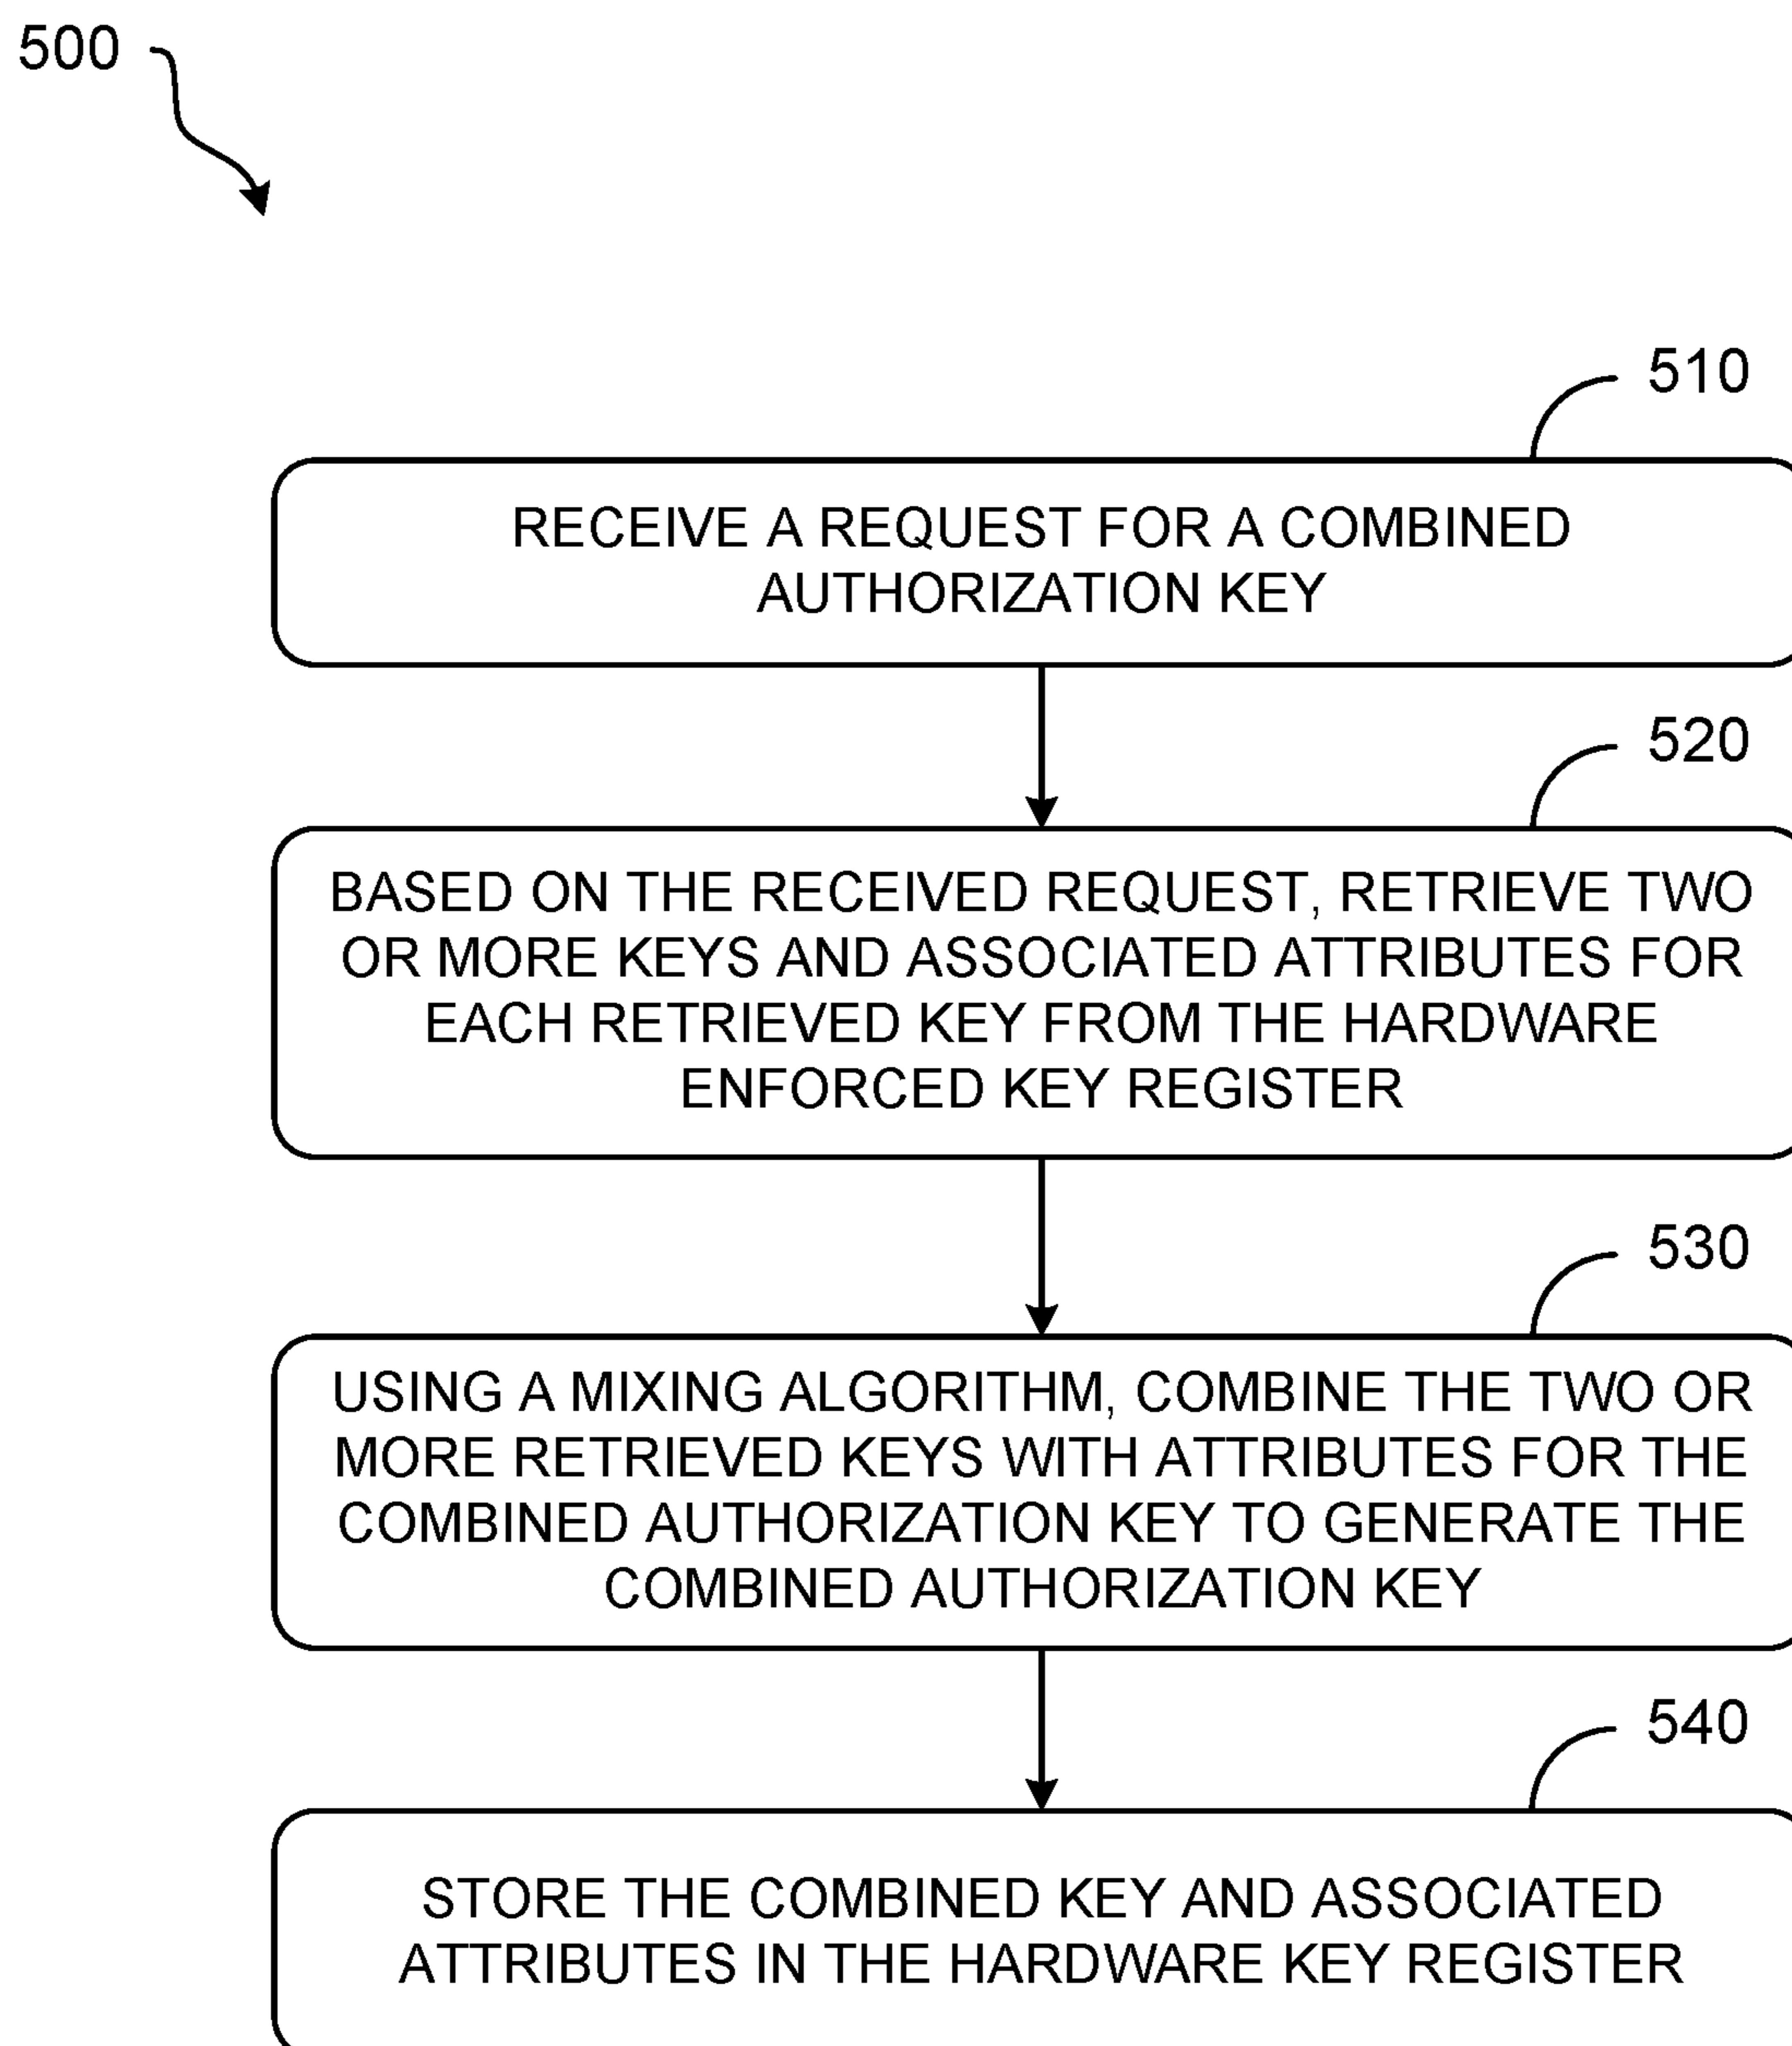 500
510
RECEIVE A REQUEST FOR A COMBINED
AUTHORIZATION KEY
520
BASED ON THE RECEIVED REQUEST, RETRIEVE TWO
OR MORE KEYS AND ASSOCIATED ATTRIBUTES FOR
EACH RETRIEVED KEY FROM THE HARDWARE
ENFORCED KEY REGISTER
530
USING A MIXING ALGORITHM, COMBINE THE TWO OR
MORE RETRIEVED KEYS WITH ATTRIBUTES FOR THE
COMBINED AUTHORIZATION KEY TO GENERATE THE
COMBINED AUTHORIZATION KEY
540
STORE THE COMBINED KEY AND ASSOCIATED
ATTRIBUTES IN THE HARDWARE KEY REGISTER